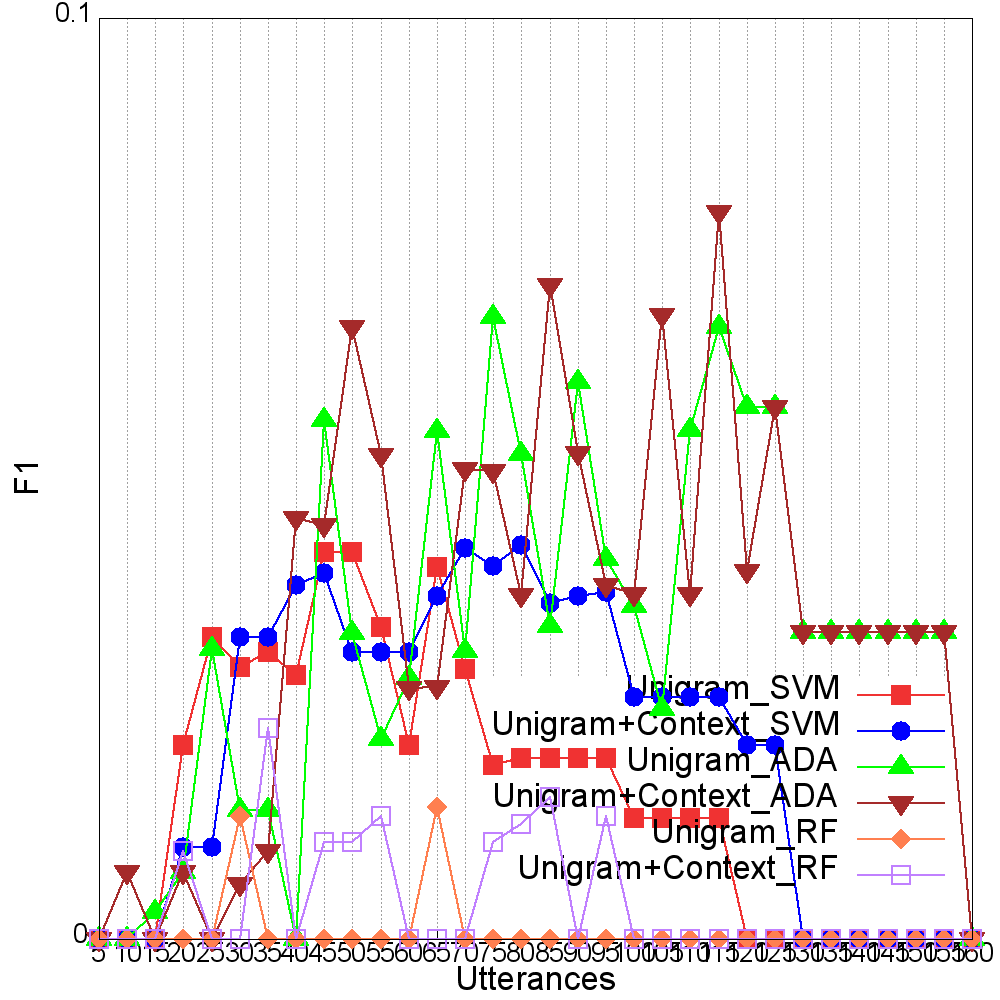 0.1
F1
Unigram_SVM
Unigram+Context_SVM
Unigram_ADA
Unigram+Context_ADA
Unigram_RF
Unigram+Context_RF
0
5 10 15 20 25 30 35 40 45 50 55 60 65 70 75 80 85 90 95 100 105 110 115 120 125 130 135 140 145 150 155 160
Utterances